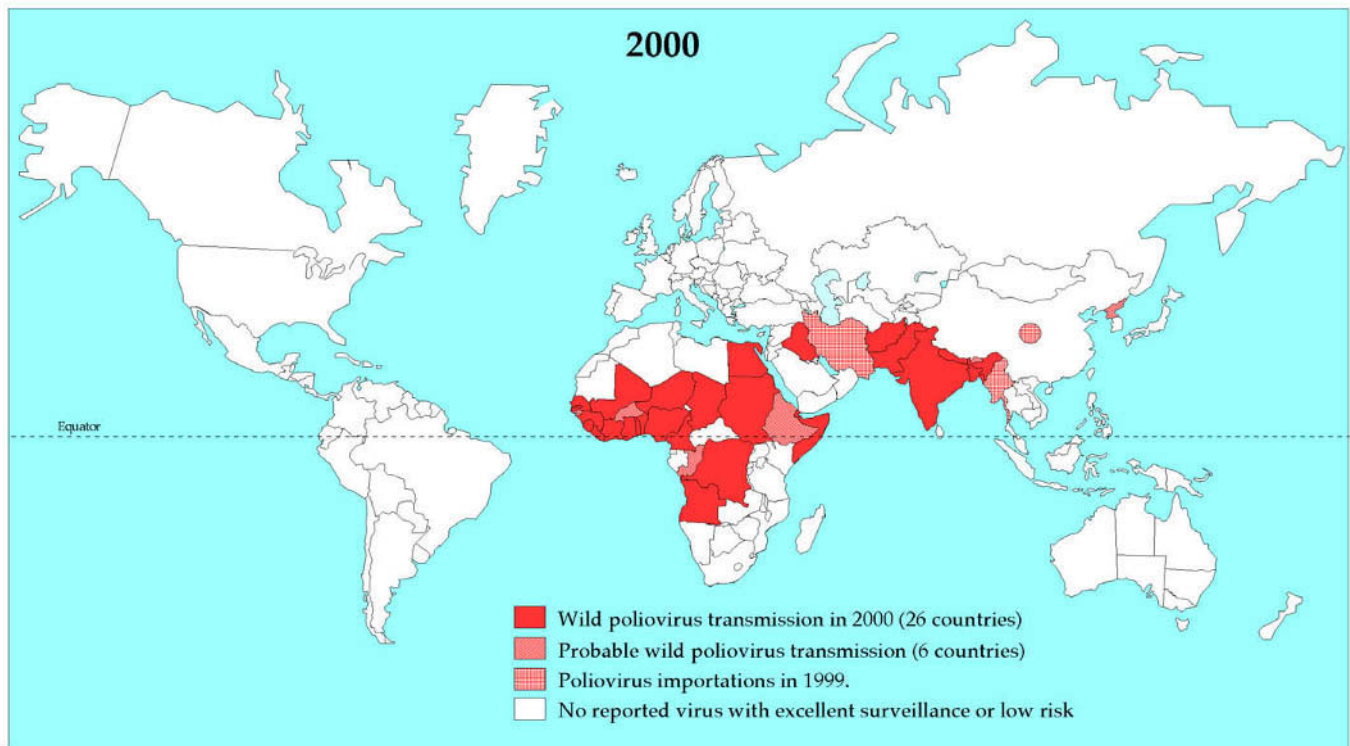 2000
Equator
Wild poliovirus transmission in 2000 (26 countries)
Probable wild poliovirus transmission (6 countries)
Poliovirus importations in 1999.
No reported virus with excellent surveillance or low risk